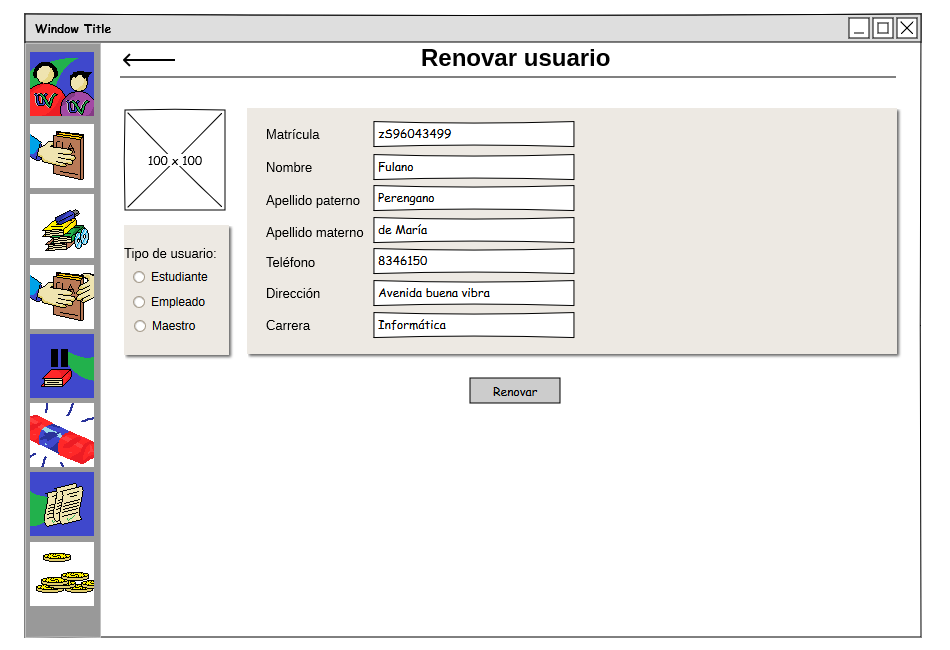 Window Title
Renovar usuario
100 x 100
Matrícula
zS96043499
Nombre
Fulano
Apellido paterno
Perengano
Apellido materno
de María
Teléfono
8346150
Dirección
Avenida buena vibra
Carrera
Informática
Tipo de usuario:
Estudiante
Empleado
Maestro
Renovar